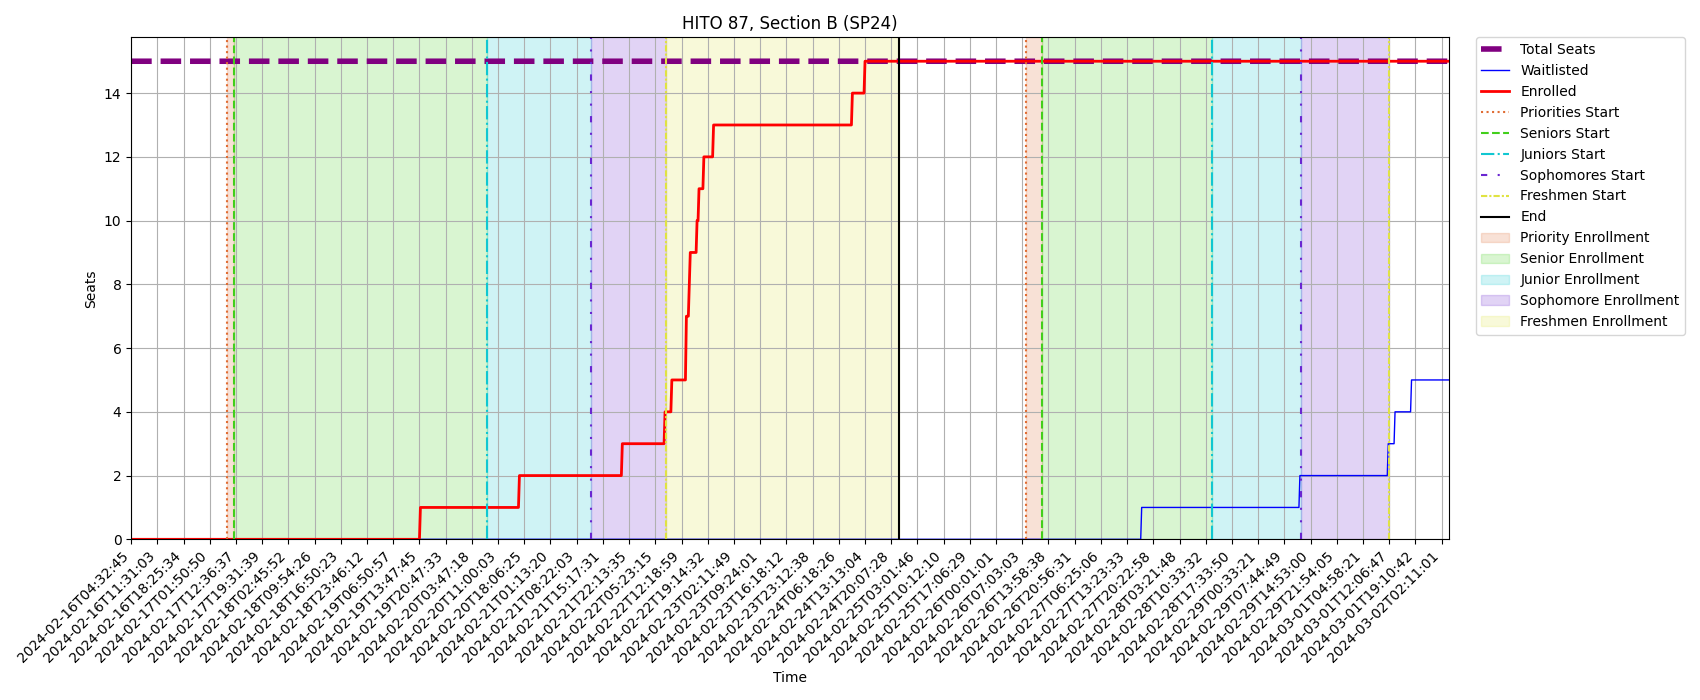 HITO 87, Section B (SP24)
Seats
14
12
10
8
6
4
2
0
2024-02-16T04:32:45
2024-02-16T11:31:03
2024-02-16T18:25:34
2024-02-17T01:50:50
2024-02-17T12:36:37
2024-02-17T19:31:39
2024-02-18T02:45:52
2024-02-18T09:54:26
2024-02-18T16:50:23
2024-02-18T23:46:12
2024-02-19T06:50:57
2024-02-19T13:47:45
2024-02-19T20:47:33
2024-02-20T03:47:18
2024-02-20T11:00:03
2024-02-20T18:06:25
2024-02-21T01:13:20
2024-02-21T08:22:03
2024-02-21T15:17:31
2024-02-21T22:13:35
2024-02-22T05:23:15
2024-02-22T12:18:59
2024-02-22T19:14:32
2024-02-23T02:11:49
2024-02-23T09:24:01
2024-02-23T16:18:12
2024-02-23T23:12:38
2024-02-24T06:18:26
2024-02-24T13:13:04
2024-02-24T20:07:28
2024-02-25T03:01:46
2024-02-25T10:12:10
2024-02-25T17:06:29
2024-02-26T00:01:01
2024-02-26T07:03:03
2024-02-26T13:58:38
2024-02-26T20:56:31
2024-02-27T06:25:06
2024-02-27T13:23:33
2024-02-27T20:22:58
2024-02-28T03:21:48
2024-02-28T10:33:32
2024-02-28T17:33:50
2024-02-29T00:33:21
2024-02-29T07:44:49
2024-02-29T14:53:00
2024-02-29T21:54:05
2024-03-01T04:58:21
2024-03-01T12:06:47
2024-03-01T19:10:42
2024-03-02T02:11:01
Time
Total Seats
Waitlisted
Enrolled
Priorities Start
Seniors Start
Juniors Start
Sophomores Start
Freshmen Start
End
Priority Enrollment
Senior Enrollment
Junior Enrollment
Sophomore Enrollment
Freshmen Enrollment